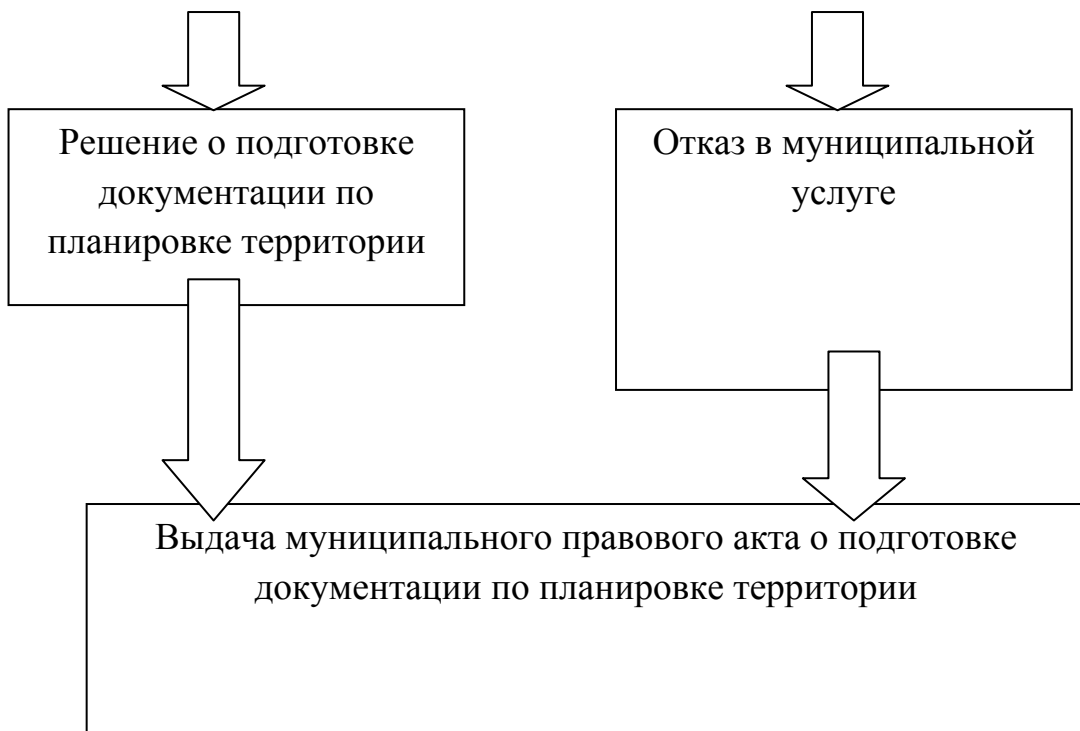 Решение о подготовке
документации по
планировке территории
Отказ в муниципальной
услуге
Выдача муниципального правового акта о подготовке
документации по планировке территории